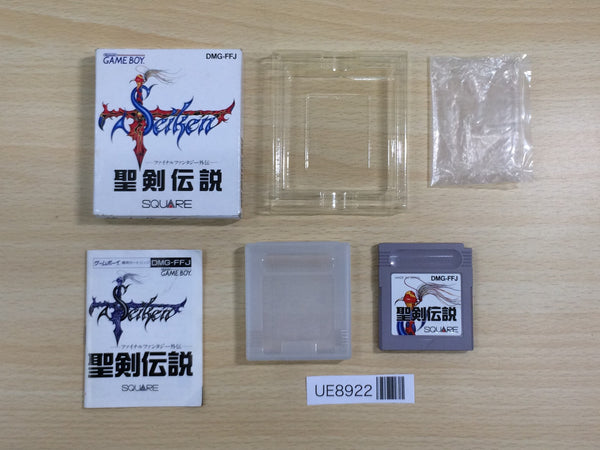 GAME BOY
DMG-FFJ
Seiken
ファイナルファンタジー外伝
聖剣伝説
SQUARE
ゲームボーイ
DMG-FFJ
GAME BOY
Seiken
ファイナルファンタジー外伝
聖剣伝説
SQUARE
DMG-FFJ
聖剣伝説
SQUARE
UE8922